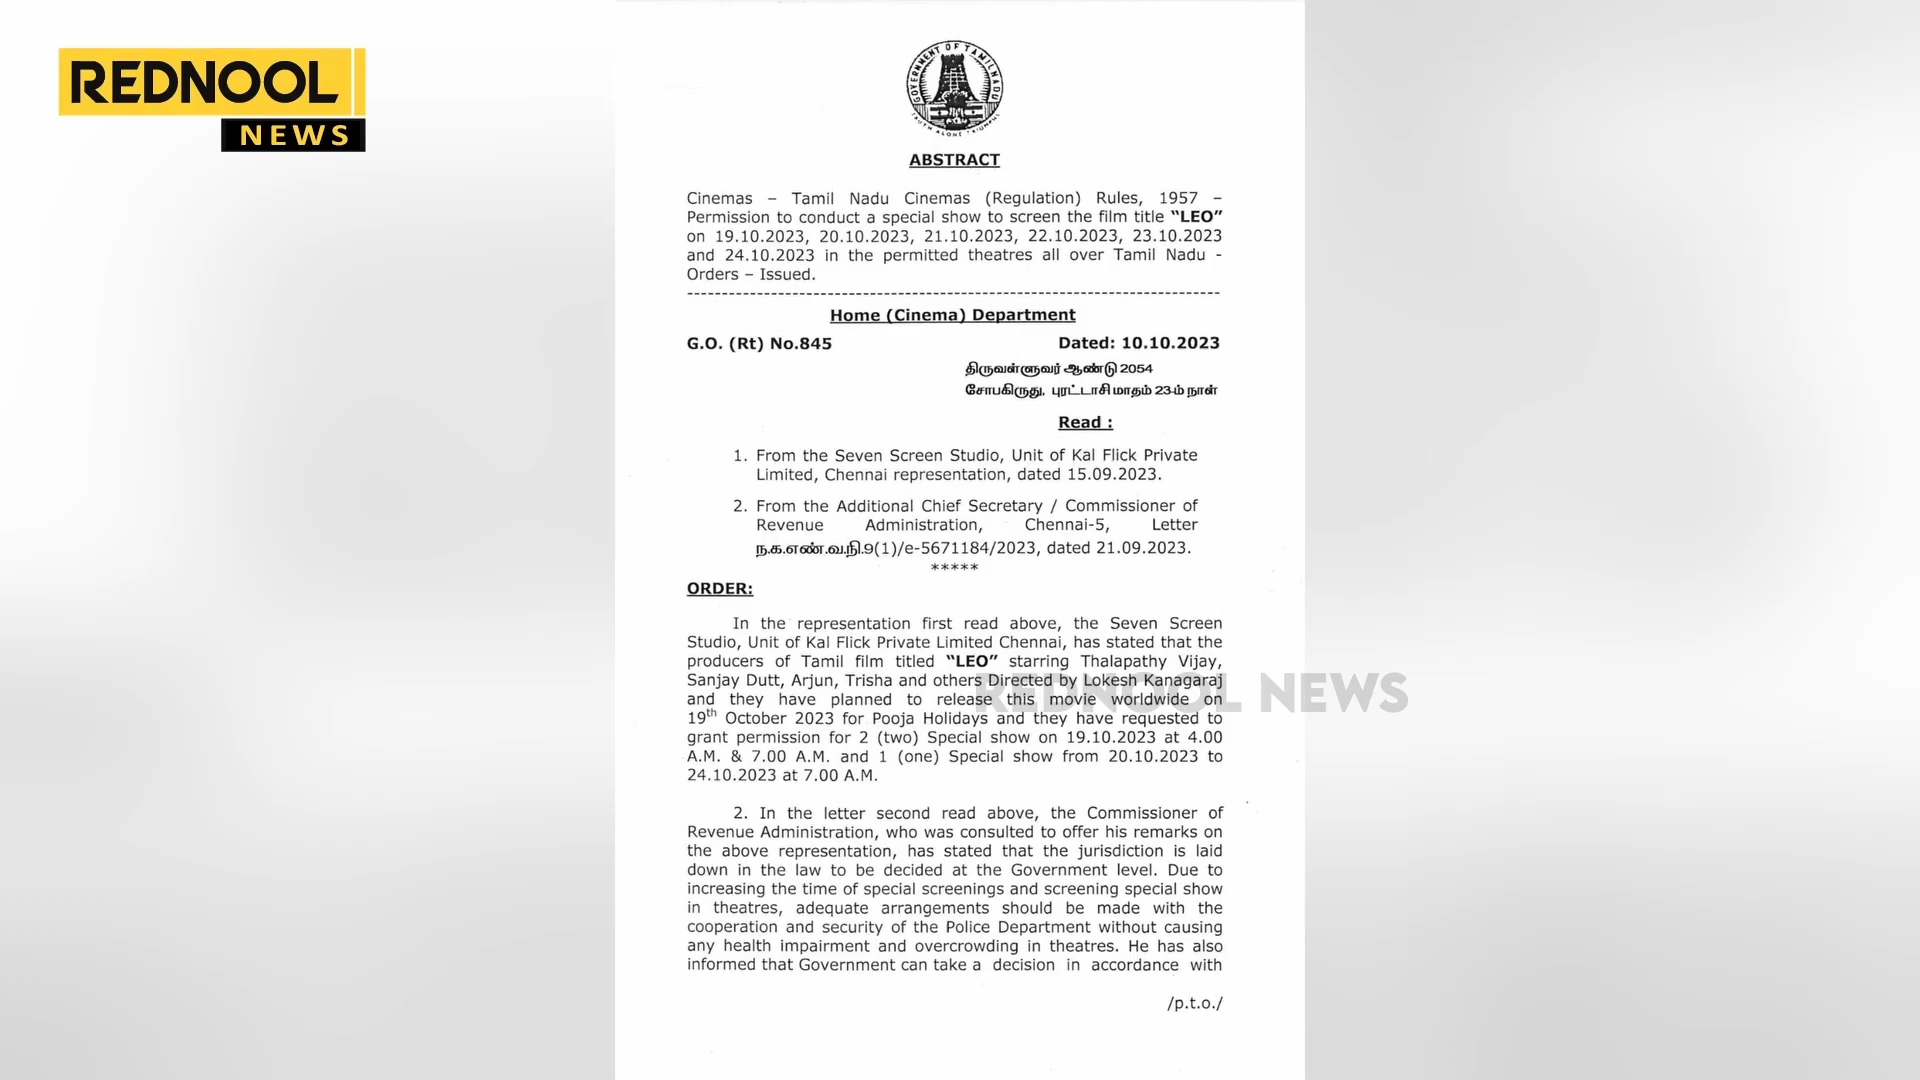 REDNOOL
NEWS
GOVERNMENT OF TAMILNADU
TRUTH ALONE TRIUMPHS
ABSTRACT
Cinemas – Tamil Nadu Cinemas (Regulation) Rules, 1957 –
Permission to conduct a special show to screen the film title “LEO”
on 19.10.2023, 20.10.2023, 21.10.2023, 22.10.2023, 23.10.2023
and 24.10.2023 in the permitted theatres all over Tamil Nadu -
Orders – Issued.
Home (Cinema) Department
G.O. (Rt) No.845 Dated: 10.10.2023
திருவள்ளுவர் ஆண்டு 2054
சோபகிருது, புரட்டாசி மாதம் 23-ம் நாள்
Read :
1. From the Seven Screen Studio, Unit of Kal Flick Private
Limited, Chennai representation, dated 15.09.2023.
2. From the Additional Chief Secretary / Commissioner of
Revenue Administration, Chennai-5, Letter
ந.க.எண்.வ.நி.9(1)/e-5671184/2023, dated 21.09.2023.
*****
ORDER:
In the representation first read above, the Seven Screen
Studio, Unit of Kal Flick Private Limited Chennai, has stated that the
producers of Tamil film titled “LEO” starring Thalapathy Vijay,
Sanjay Dutt, Arjun, Trisha and others Directed by Lokesh Kanagaraj
and they have planned to release this movie worldwide on
19th October 2023 for Pooja Holidays and they have requested to
grant permission for 2 (two) Special show on 19.10.2023 at 4.00
A.M. & 7.00 A.M. and 1 (one) Special show from 20.10.2023 to
24.10.2023 at 7.00 A.M.
REDNOOL NEWS
2. In the letter second read above, the Commissioner of
Revenue Administration, who was consulted to offer his remarks on
the above representation, has stated that the jurisdiction is laid
down in the law to be decided at the Government level. Due to
increasing the time of special screenings and screening special show
in theatres, adequate arrangements should be made with the
cooperation and security of the Police Department without causing
any health impairment and overcrowding in theatres. He has also
informed that Government can take a decision in accordance with
/p.t.o./